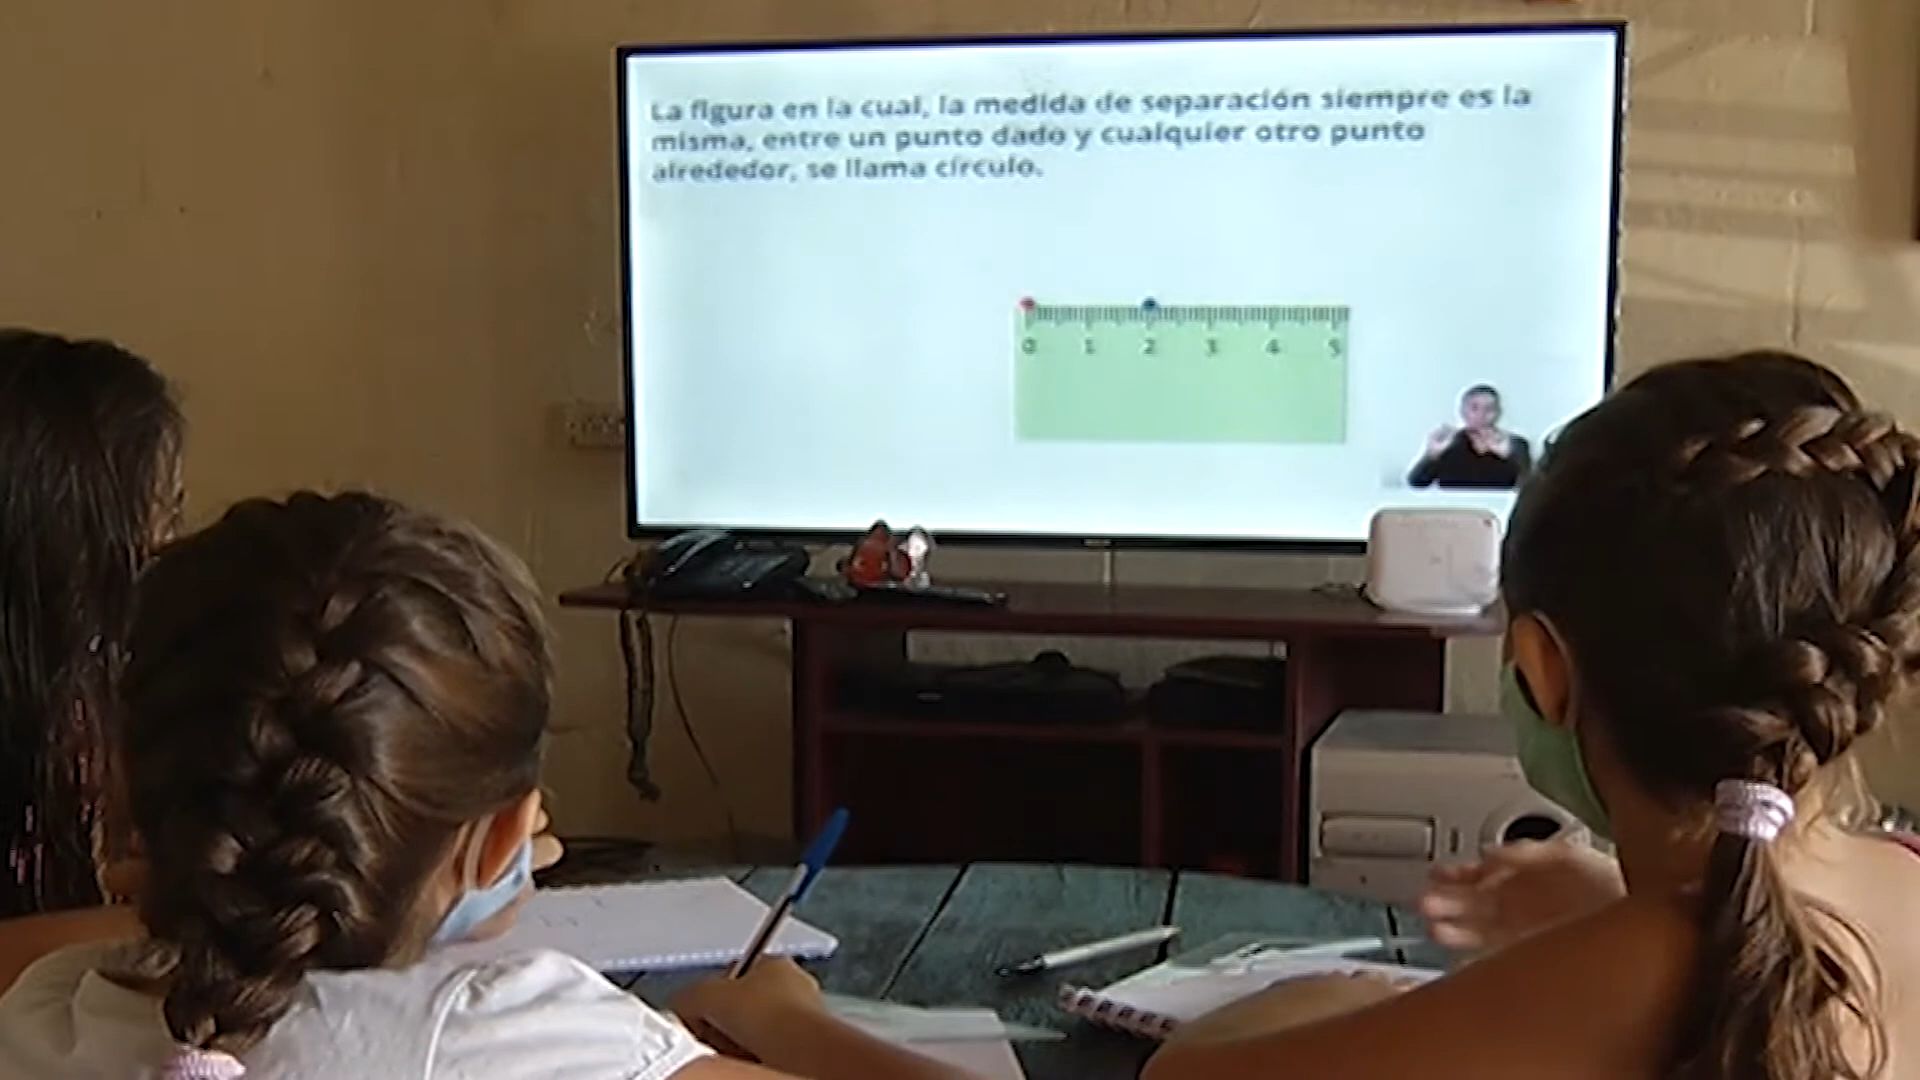 La figura en la cual, la medida de separación siempre es la
misma, entre un punto dado y cualquier otro punto
alrededor, se llama círculo.
0 1 2 3 4 5